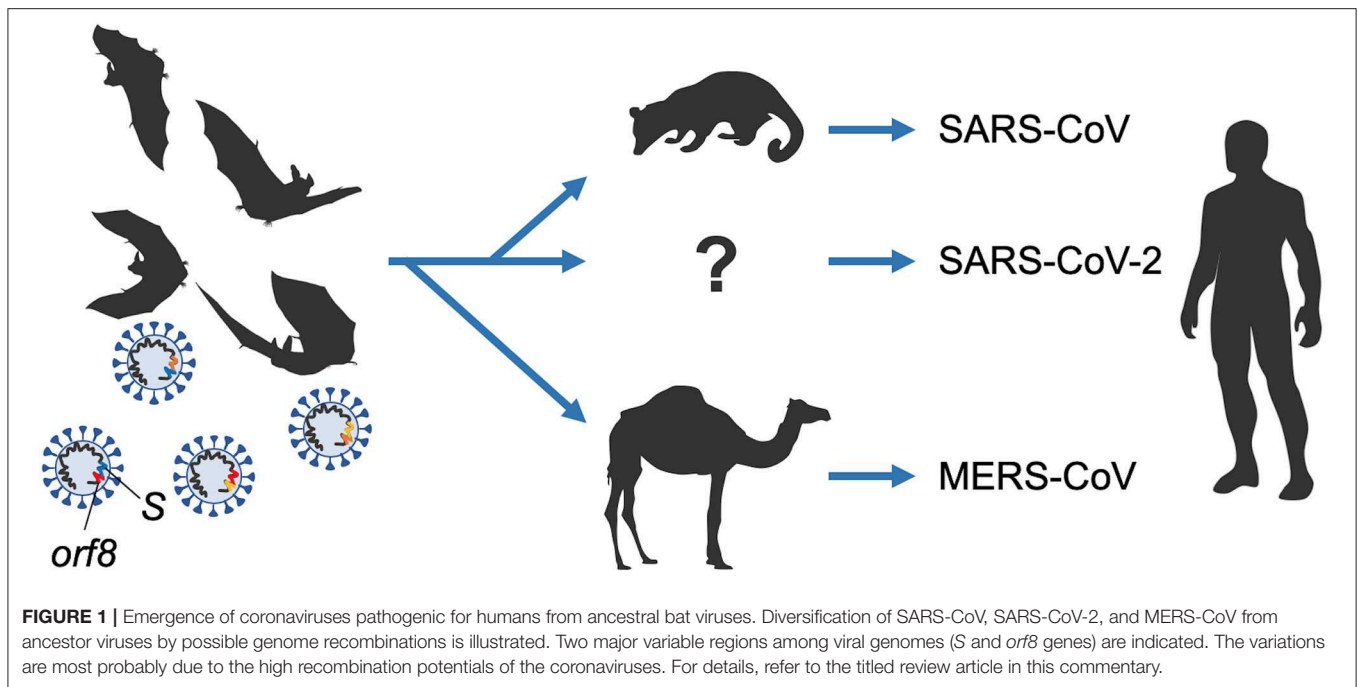 SARS-CoV
?
SARS-CoV-2
MERS-CoV
S
orf8
FIGURE 1 | Emergence of coronaviruses pathogenic for humans from ancestral bat viruses. Diversification of SARS-CoV, SARS-CoV-2, and MERS-CoV from
ancestor viruses by possible genome recombinations is illustrated. Two major variable regions among viral genomes (S and orf8 genes) are indicated. The variations
are most probably due to the high recombination potentials of the coronaviruses. For details, refer to the titled review article in this commentary.